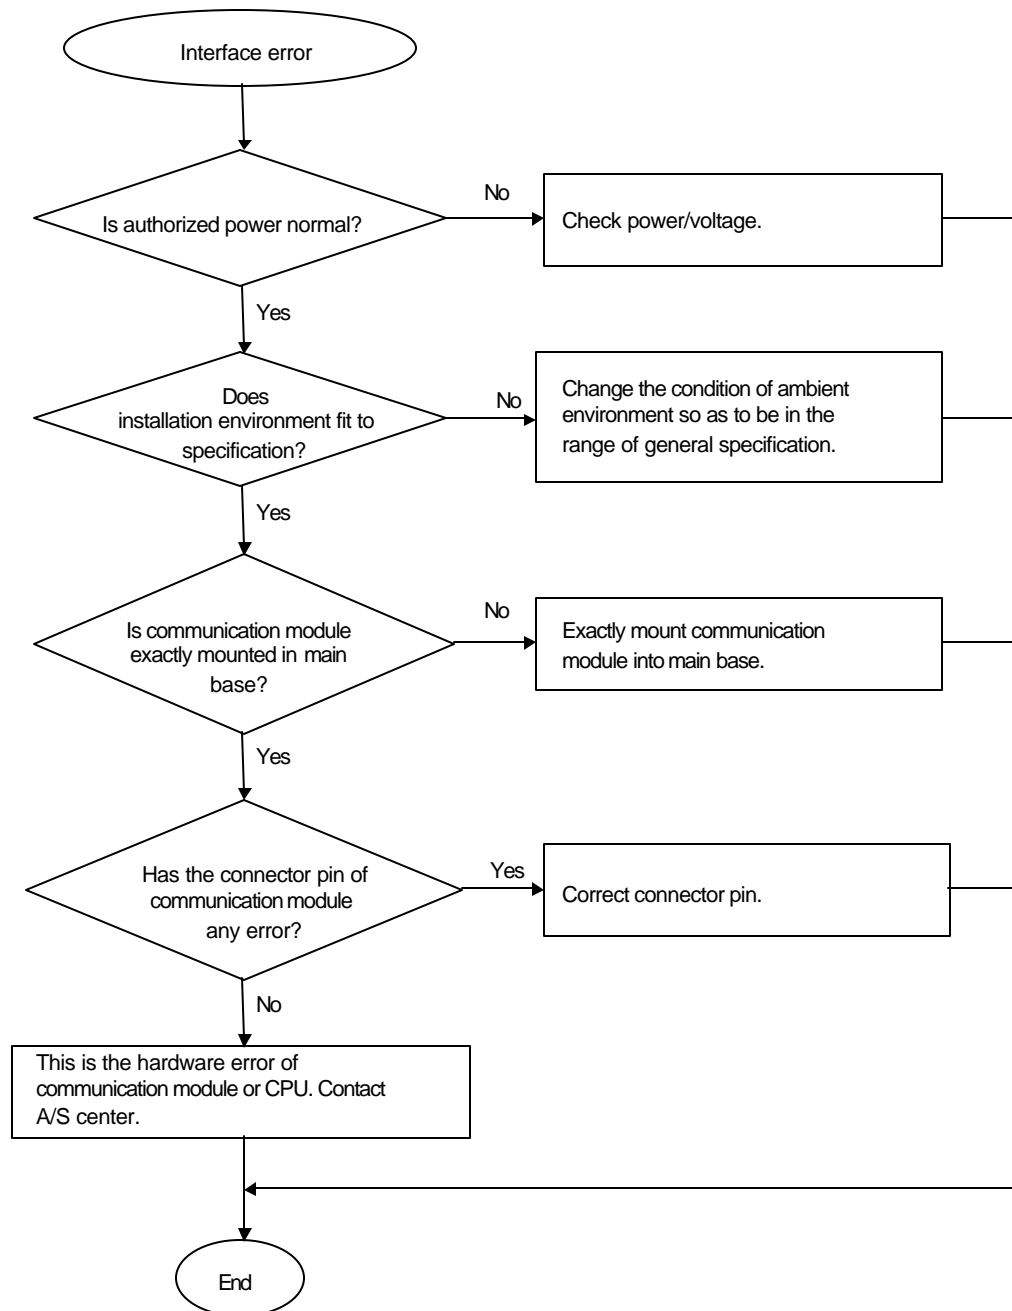 Interface error
Is authorized power normal?
No
Check power/voltage.
Yes
Does
installation environment fit to
specification?
No
Change the condition of ambient
environment so as to be in the
range of general specification.
Yes
Is communication module
exactly mounted in main
base?
No
Exactly mount communication
module into main base.
Yes
Has the connector pin of
communication module
any error?
Yes
Correct connector pin.
No
This is the hardware error of
communication module or CPU. Contact
A/S center.
End